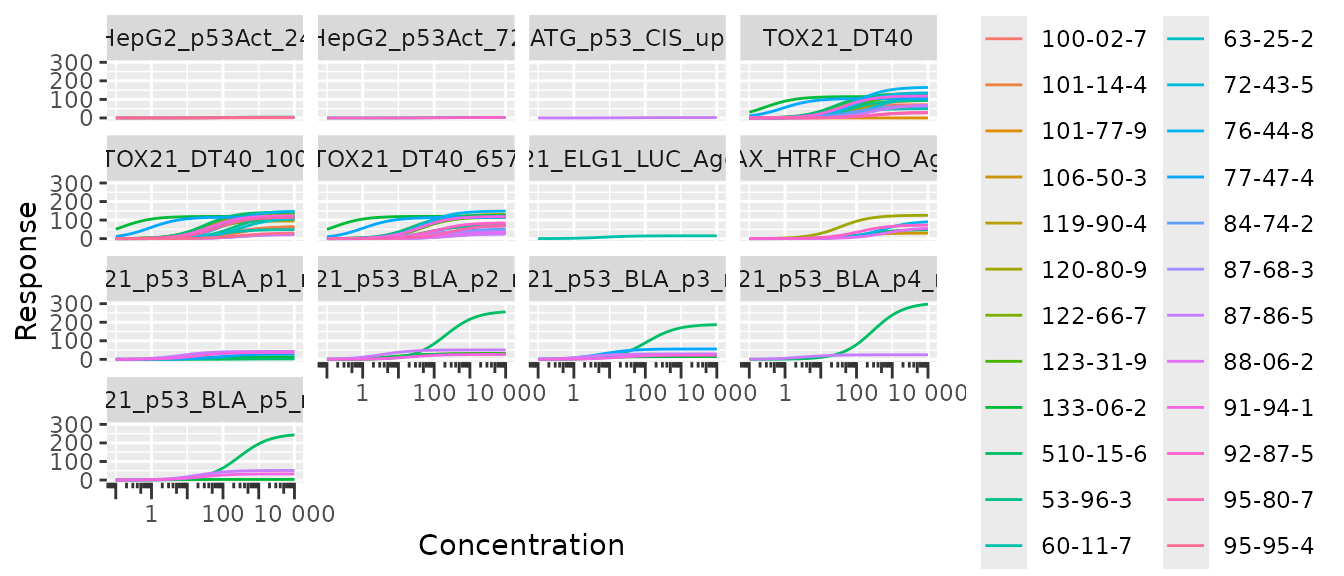 HepG2_p53Act_24
HepG2_p53Act_72
ATG_p53_CIS_up
TOX21_DT40
300
200
100
0
TOX21_DT40_100
TOX21_DT40_657
21_ELG1_LUC_Ag
AX_HTRF_CHO_Ag
300
200
100
0
21_p53_BLA_p1_r
21_p53_BLA_p2_r
21_p53_BLA_p3_r
21_p53_BLA_p4_r
300
200
100
0
1 100 10 000
1 100 10 000
1 100 10 000
21_p53_BLA_p5_r
300
200
100
0
1 100 10 000
Response
Concentration
100-02-7
101-14-4
101-77-9
106-50-3
119-90-4
120-80-9
122-66-7
123-31-9
133-06-2
510-15-6
53-96-3
60-11-7
63-25-2
72-43-5
76-44-8
77-47-4
84-74-2
87-68-3
87-86-5
88-06-2
91-94-1
92-87-5
95-80-7
95-95-4